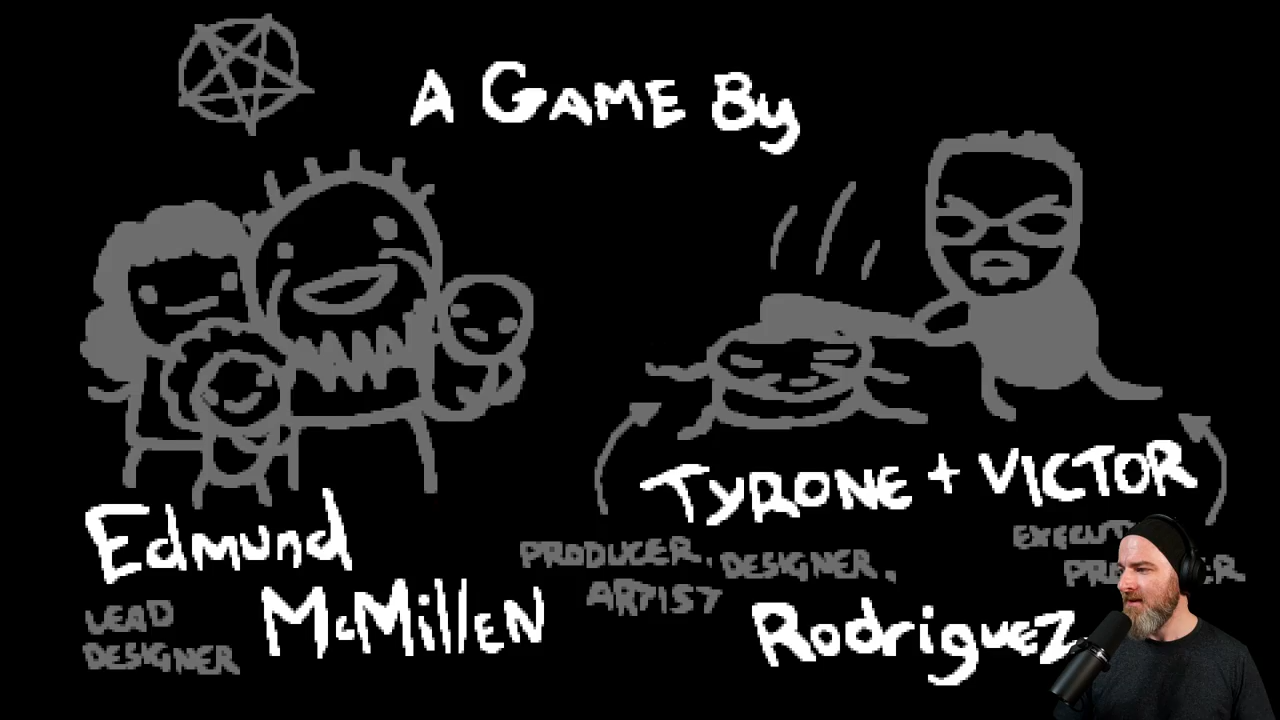 A GAME By
TYRONE + VICTOR
Edmund
PRODUCER. DESIGNER.
ARTIST
McMillEN
LEAD
DESIGNER
RodriguEZ